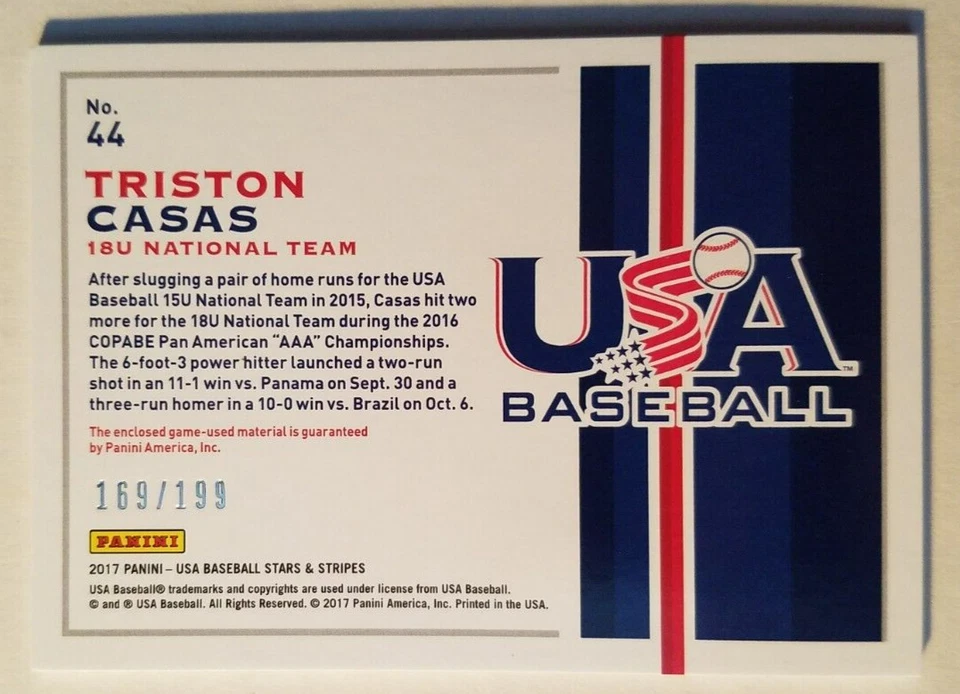 No.
44
TRISTON
CASAS
18U NATIONAL TEAM
After slugging a pair of home runs for the USA
Baseball 15U National Team in 2015, Casas hit two
more for the 18U National Team during the 2016
COPABE Pan American “AAA” Championships.
The 6-foot-3 power hitter launched a two-run
shot in an 11-1 win vs. Panama on Sept. 30 and a
three-run homer in a 10-0 win vs. Brazil on Oct. 6.
The enclosed game-used material is guaranteed
by Panini America, Inc.
169/199
PANINI
2017 PANINI – USA BASEBALL STARS & STRIPES
USA Baseball® trademarks and copyrights are used under license from USA Baseball.
© and ® USA Baseball. All Rights Reserved. © 2017 Panini America, Inc. Printed in the USA.
USA
BASEBALL
TM